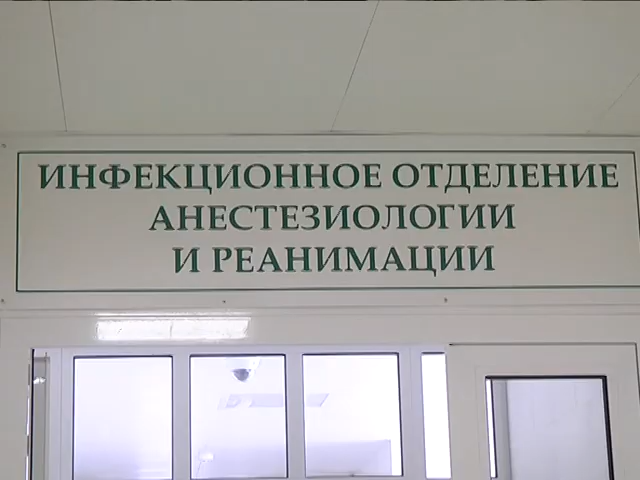 ИНФЕКЦИОННОЕ ОТДЕЛЕНИЕ
АНЕСТЕЗИОЛОГИИ
И РЕАНИМАЦИИ